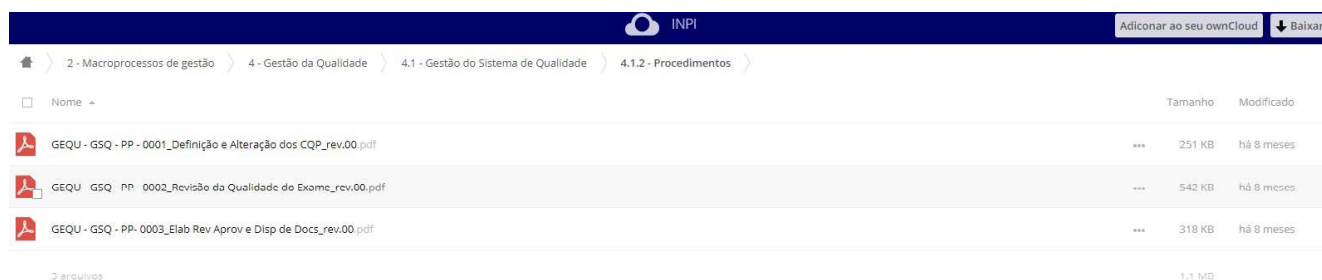 INPI
Adicionar ao seu ownCloud Baixar
2 - Macroprocessos de gestão 4 - Gestão da Qualidade 4.1 - Gestão do Sistema de Qualidade 4.1.2 - Procedimentos
Nome Tamanho Modificado
GEQU - GSQ - PP - 0001_Definição e Alteração dos CQP_rev.00.pdf ... 251 KB há 8 meses
GEQU - GSQ - PP - 0002_Revisão da Qualidade do Exame_rev.00.pdf ... 542 KB há 8 meses
GEQU - GSQ - PP- 0003_Elab Rev Aprov e Disp de Docs_rev.00.pdf ... 318 KB há 8 meses
3 arquivos 1.1 MB